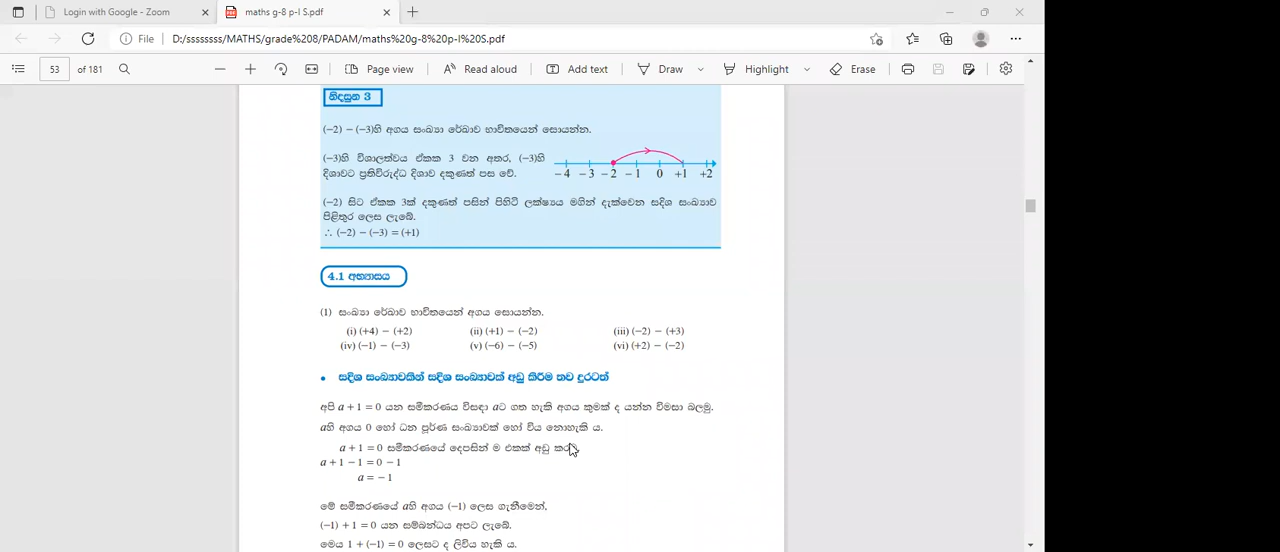 Login with Google - Zoom
maths g-8 p-I S.pdf
File
D:/ssssssss/MATHS/grade%208/PADAM/maths%20g-8%20p-I%20S.pdf
53 of 181
Page view
Read aloud
Add text
Draw
Highlight
Erase
නිදසුන 3
(−2) − (−3)හි අගය සංඛ්‍යා රේඛාව භාවිතයෙන් සොයන්න.
(−3)හි විශාලත්වය ඒකක 3 වන අතර, (−3)හි
දිශාවට ප්‍රතිවිරුද්ධ දිශාව දකුණත් පස වේ.
−4 −3 −2 −1 0 +1 +2
(−2) සිට ඒකක 3ක් දකුණත් පසින් පිහිටි ලක්ෂ්‍යය මගින් දැක්වෙන සදිශ සංඛ්‍යාව
පිළිතුර ලෙස ලැබේ.
∴ (−2) − (−3) = (+1)
4.1 අභ්‍යාසය
(1) සංඛ්‍යා රේඛාව භාවිතයෙන් අගය සොයන්න.
(i) (+4) − (+2) (ii) (+1) − (−2) (iii) (−2) − (+3)
(iv) (−1) − (−3) (v) (−6) − (−5) (vi) (+2) − (−2)
• සදිශ සංඛ්‍යාවකින් සදිශ සංඛ්‍යාවක් අඩු කිරීම තව දුරටත්
අපි a + 1 = 0 යන සමීකරණය විසඳා aට ගත හැකි අගය කුමක් ද යන්න විමසා බලමු.
aහි අගය 0 හෝ ධන පූර්ණ සංඛ්‍යාවක් හෝ විය නොහැකි ය.
a + 1 = 0 සමීකරණයේ දෙපසින් ම එකක් අඩු කරමු.
a + 1 − 1 = 0 − 1
a = − 1
මේ සමීකරණයේ aහි අගය (−1) ලෙස ගැනීමෙන්,
(−1) + 1 = 0 යන සම්බන්ධය අපට ලැබේ.
මෙය 1 + (−1) = 0 ලෙසට ද ලිවිය හැකි ය.